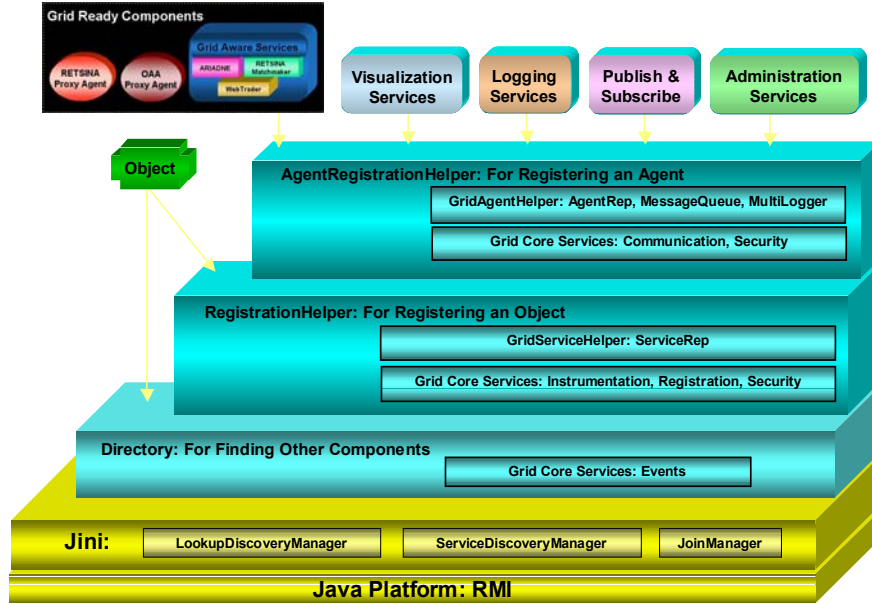 Grid Ready Components
Grid Aware Services
ARIADNE
RETSINA
Matchmaker
WebTrader
RETSINA
Proxy Agent
OAA
Proxy Agent
Visualization
Services
Logging
Services
Publish &
Subscribe
Administration
Services
Object
AgentRegistrationHelper: For Registering an Agent
GridAgentHelper: AgentRep, MessageQueue, MultiLogger
Grid Core Services: Communication, Security
RegistrationHelper: For Registering an Object
GridServiceHelper: ServiceRep
Grid Core Services: Instrumentation, Registration, Security
Directory: For Finding Other Components
Grid Core Services: Events
Jini:
LookupDiscoveryManager
ServiceDiscoveryManager
JoinManager
Java Platform: RMI